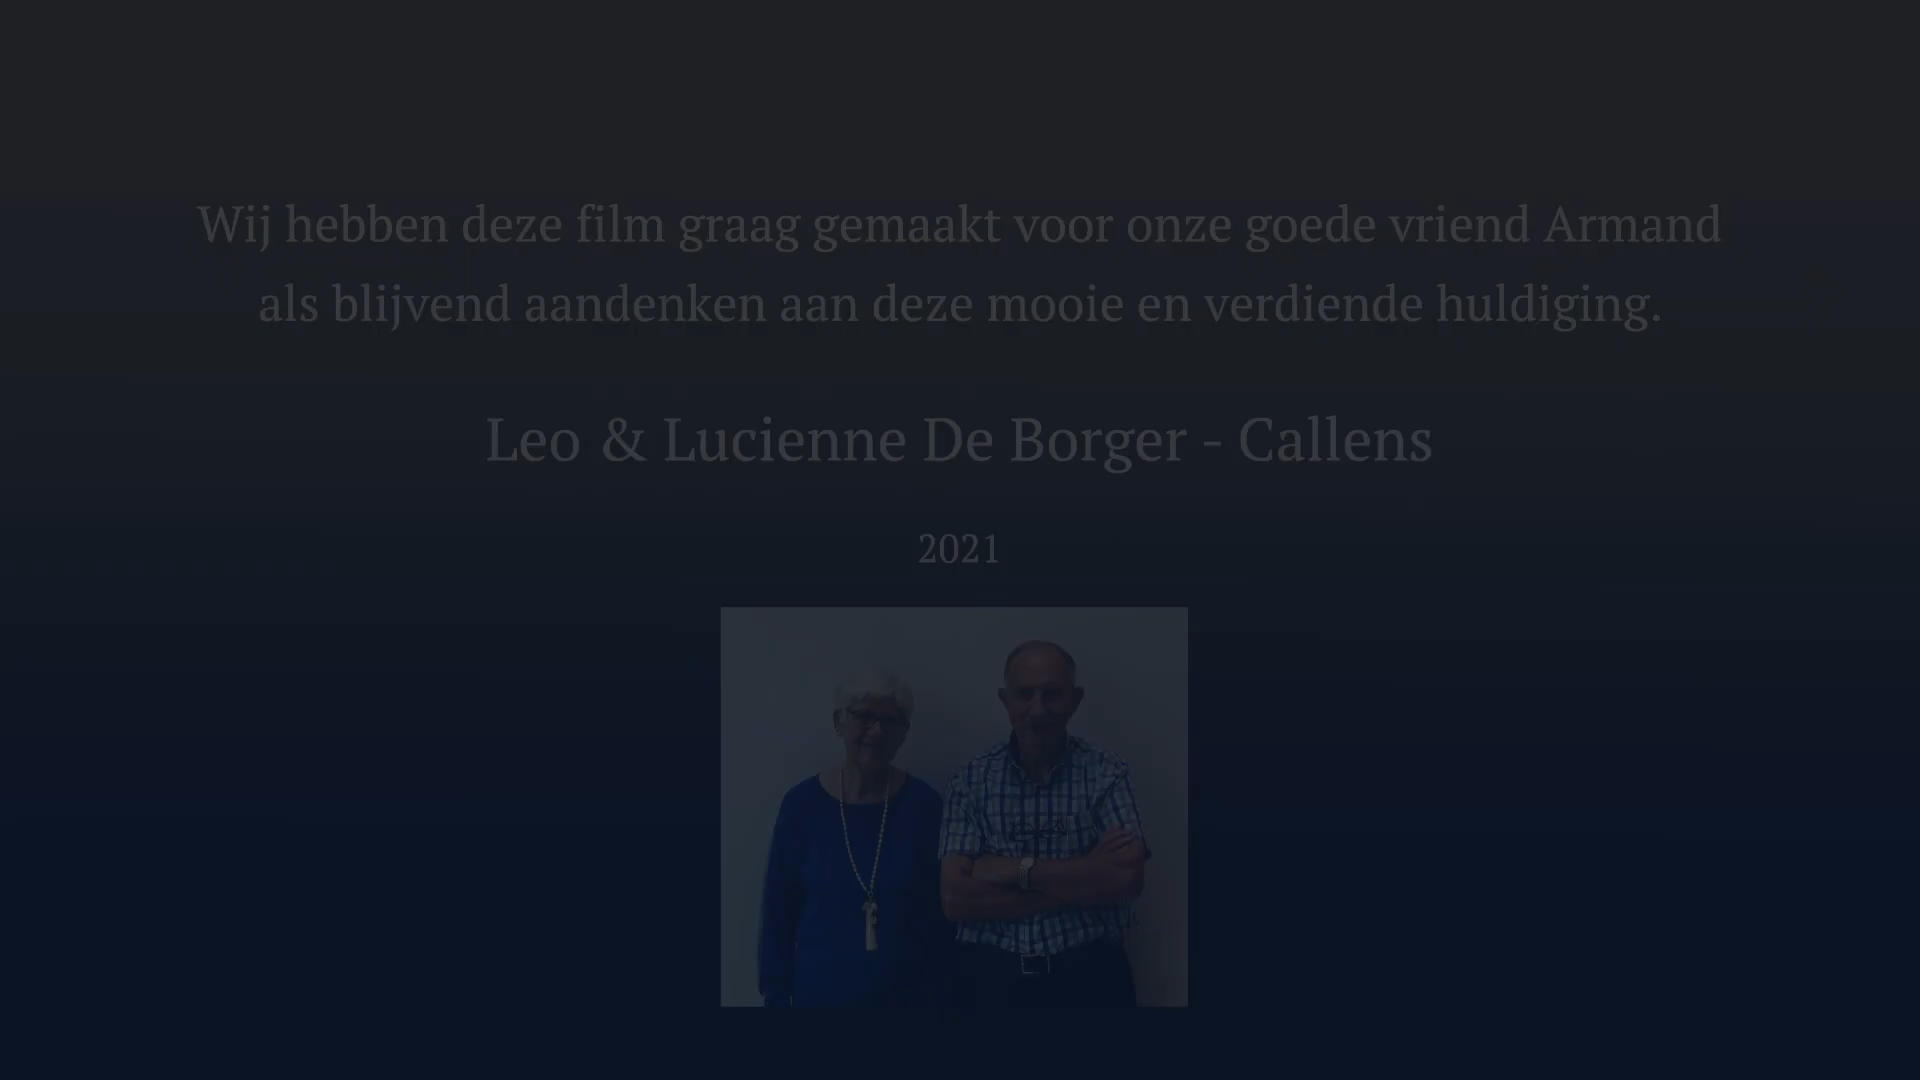 Wij hebben deze film graag gemaakt voor onze goede vriend Armand
als blijvend aandenken aan deze mooie en verdiende huldiging.
Leo & Lucienne De Borger - Callens
2021